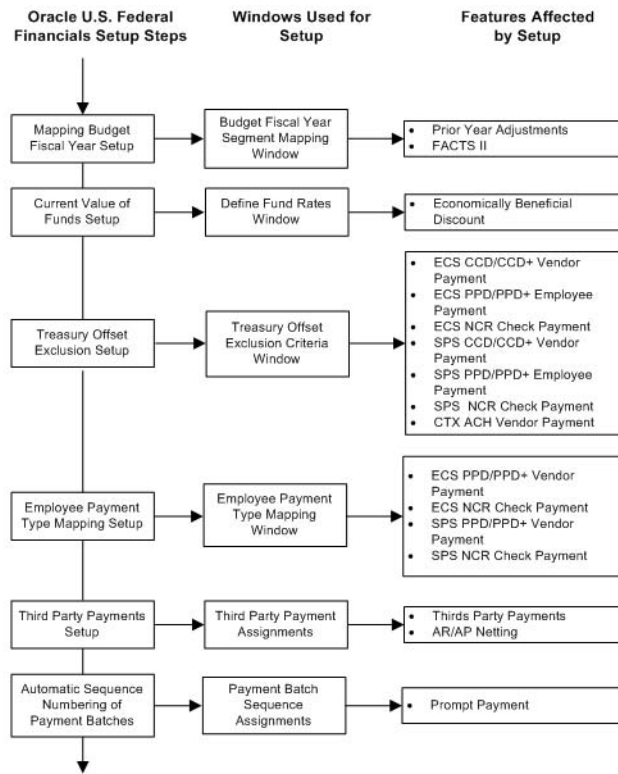 Oracle U.S. Federal
Financials Setup Steps
Windows Used for
Setup
Features Affected
by Setup
Mapping Budget
Fiscal Year Setup
Budget Fiscal Year
Segment Mapping
Window
• Prior Year Adjustments
• FACTS II
Current Value of
Funds Setup
Define Fund Rates
Window
• Economically Beneficial
Discount
Treasury Offset
Exclusion Setup
Treasury Offset
Exclusion Criteria
Window
• ECS CCD/CCD+ Vendor
Payment
• ECS PPD/PPD+ Employee
Payment
• ECS NCR Check Payment
• SPS CCD/CCD+ Vendor
Payment
• SPS PPD/PPD+ Employee
Payment
• SPS NCR Check Payment
• CTX ACH Vendor Payment
Employee Payment
Type Mapping Setup
Employee Payment
Type Mapping
Window
• ECS PPD/PPD+ Vendor
Payment
• ECS NCR Check Payment
• SPS PPD/PPD+ Vendor
Payment
• SPS NCR Check Payment
Third Party Payments
Setup
Third Party Payment
Assignments
• Thirds Party Payments
• AR/AP Netting
Automatic Sequence
Numbering of
Payment Batches
Payment Batch
Sequence
Assignments
• Prompt Payment